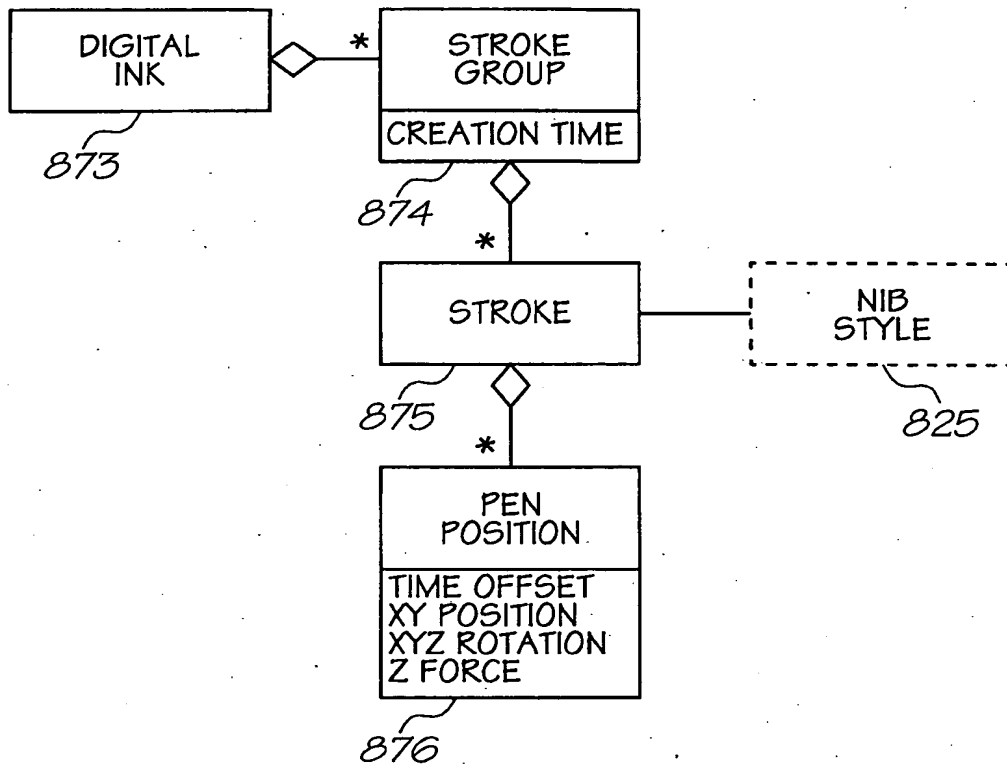 DIGITAL
INK
873
*
STROKE
GROUP
CREATION TIME
874
*
STROKE
875
NIB
STYLE
825
*
PEN
POSITION
TIME OFFSET
XY POSITION
XYZ ROTATION
Z FORCE
876